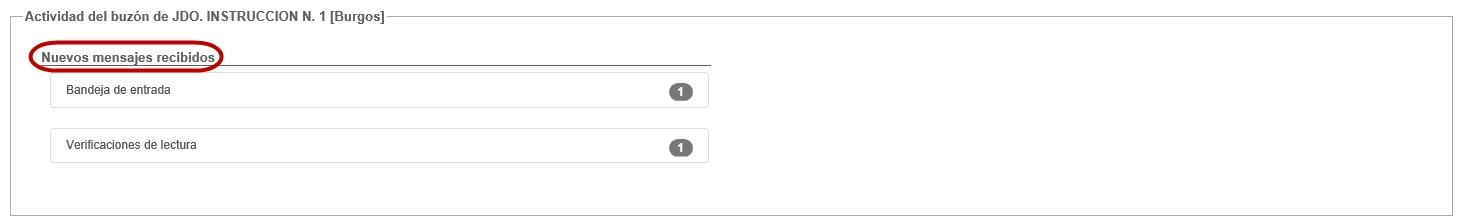 Actividad del buzón de JDO. INSTRUCCION N. 1 [Burgos]
Nuevos mensajes recibidos
Bandeja de entrada 1
Verificaciones de lectura 1